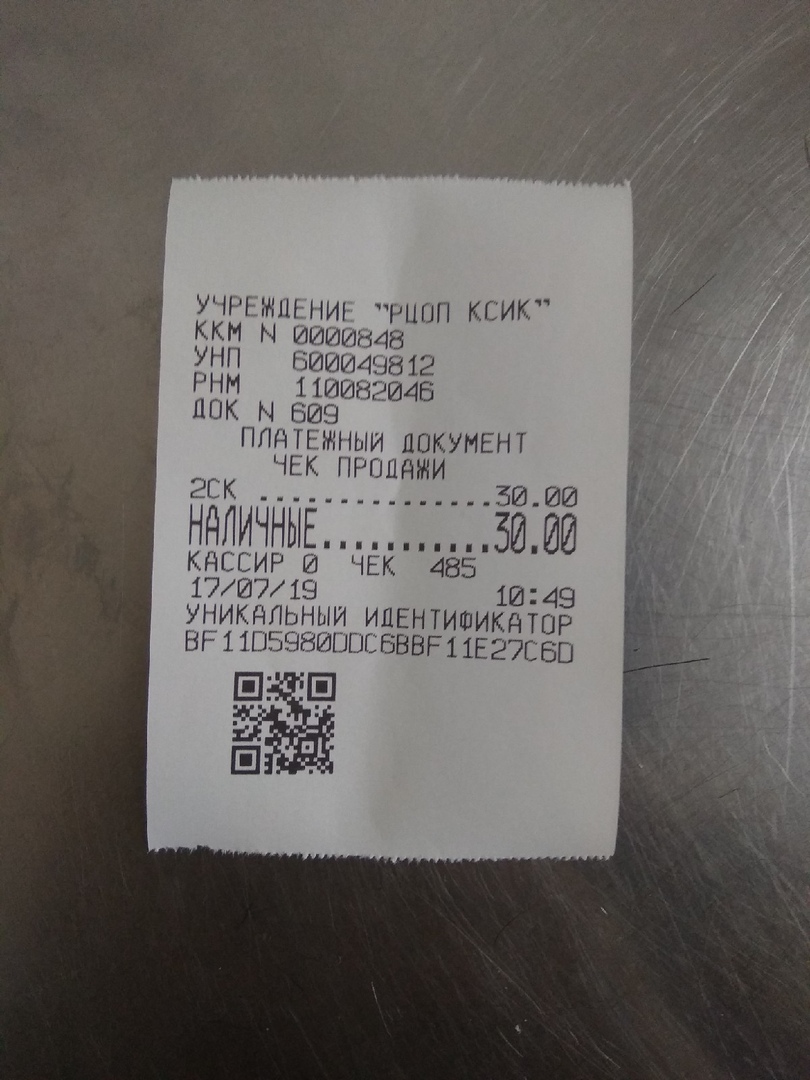 УЧРЕЖДЕНИЕ "РЦОП КСИК"
ККМ N 0000848
УНП 600049812
РНМ 110082046
ДОК N 609
ПЛАТЕЖНЫЙ ДОКУМЕНТ
ЧЕК ПРОДАЖИ
2СК ...............30.00
НАЛИЧНЫЕ...........30.00
КАССИР 0 ЧЕК 485
17/07/19 10:49
УНИКАЛЬНЫЙ ИДЕНТИФИКАТОР
BF11D5980DDC6BBF11E27C6D